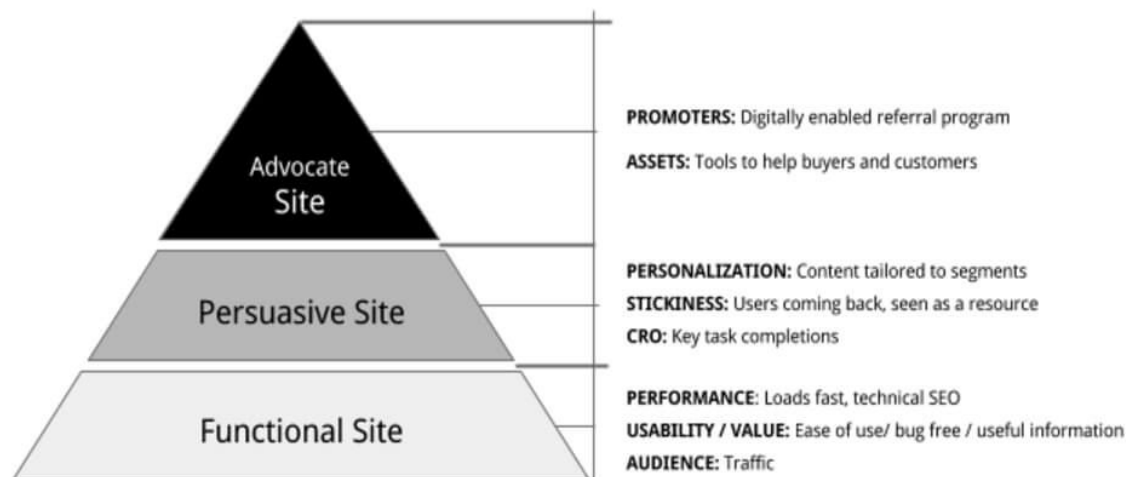 Advocate
Site
PROMOTERS: Digitally enabled referral program
ASSETS: Tools to help buyers and customers
Persuasive Site
PERSONALIZATION: Content tailored to segments
STICKINESS: Users coming back, seen as a resource
CRO: Key task completions
Functional Site
PERFORMANCE: Loads fast, technical SEO
USABILITY / VALUE: Ease of use/ bug free / useful information
AUDIENCE: Traffic